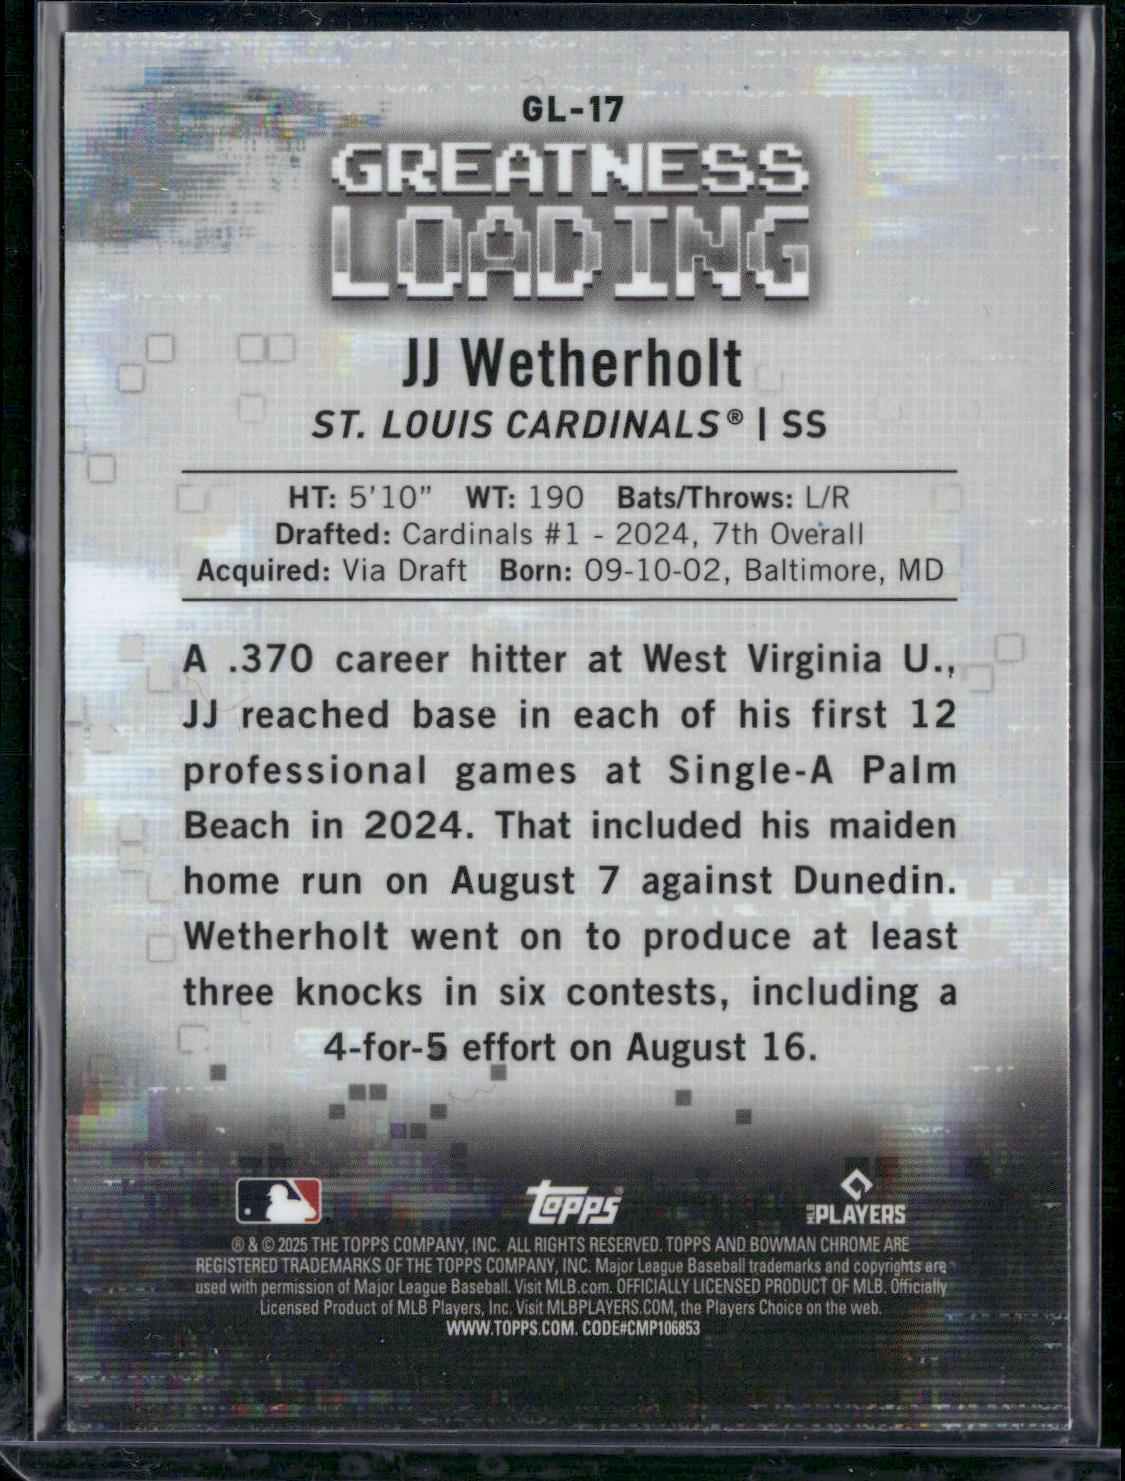 GL-17
GREATNESS
LOADING
JJ Wetherholt
ST. LOUIS CARDINALS® | SS
HT: 5'10" WT: 190 Bats/Throws: L/R
Drafted: Cardinals #1 - 2024, 7th Overall
Acquired: Via Draft Born: 09-10-02, Baltimore, MD
A .370 career hitter at West Virginia U.,
JJ reached base in each of his first 12
professional games at Single-A Palm
Beach in 2024. That included his maiden
home run on August 7 against Dunedin.
Wetherholt went on to produce at least
three knocks in six contests, including a
4-for-5 effort on August 16.
topps®
MLB PLAYERS
® & © 2025 THE TOPPS COMPANY, INC. ALL RIGHTS RESERVED. TOPPS AND BOWMAN CHROME ARE
REGISTERED TRADEMARKS OF THE TOPPS COMPANY, INC. Major League Baseball trademarks and copyrights are
used with permission of Major League Baseball. Visit MLB.com. OFFICIALLY LICENSED PRODUCT OF MLB. Officially
Licensed Product of MLB Players, Inc. Visit MLBPLAYERS.COM, the Players Choice on the web.
WWW.TOPPS.COM. CODE#CMP106853